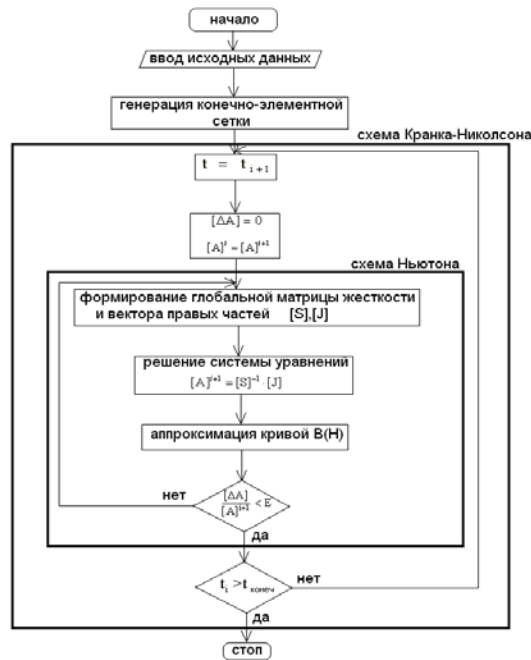 начало
ввод исходных данных
генерация конечно-элементной
сетки
схема Кранка-Николсона
t = t i+1
[ΔA] = 0
[A]^i = [A]^i+1
схема Ньютона
формирование глобальной матрицы жесткости
и вектора правых частей [S],[J]
решение системы уравнений
[A]^i+1 = [S]^-1 · [J]
аппроксимация кривой B(H)
нет
[ΔA]
[A]^i+1 < E
да
t i > t конеч
нет
да
стоп